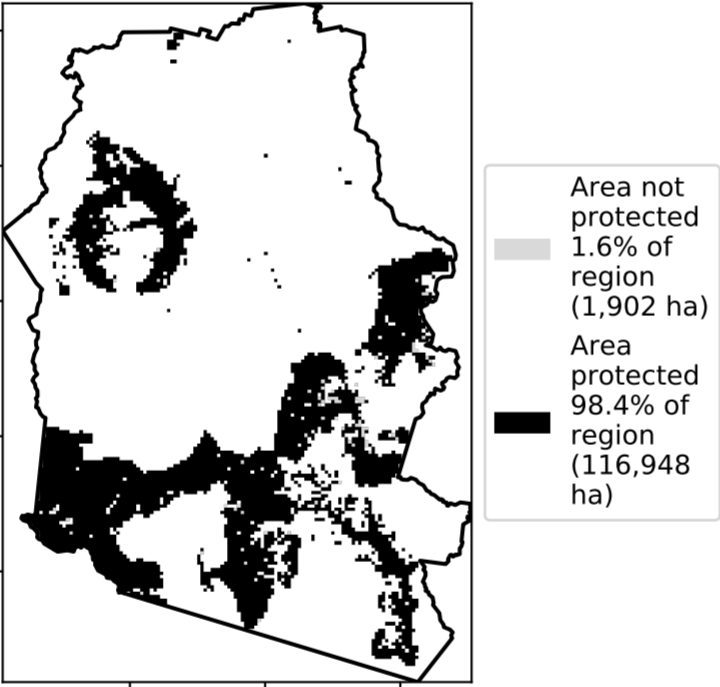 Area not
protected
1.6% of
region
(1,902 ha)
Area
protected
98.4% of
region
(116,948
ha)